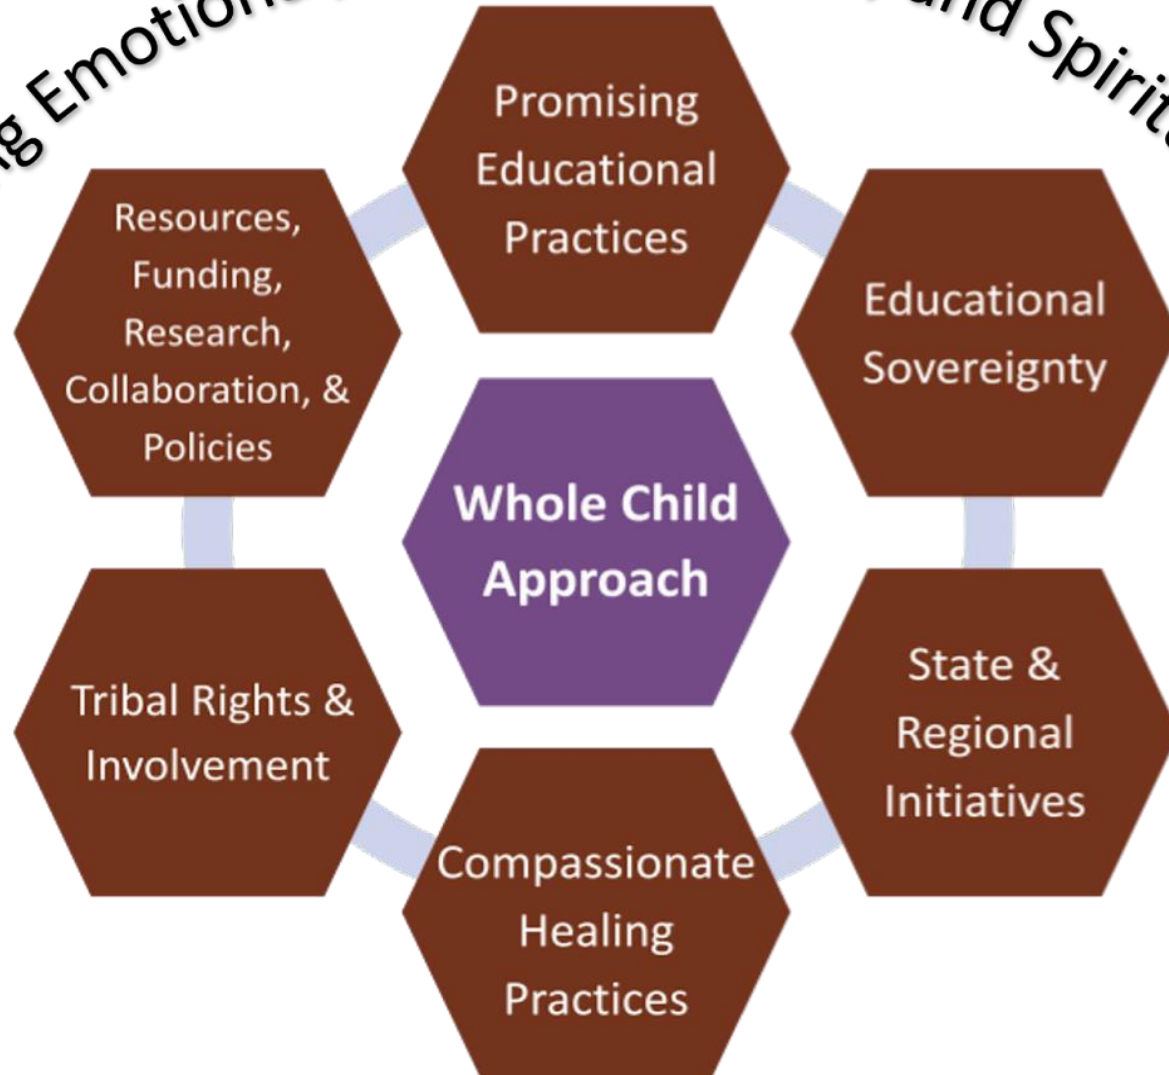 Emotional
and Spirit
Promising
Educational
Practices
Resources,
Funding,
Research,
Collaboration, &
Policies
Educational
Sovereignty
Whole Child
Approach
Tribal Rights &
Involvement
State &
Regional
Initiatives
Compassionate
Healing
Practices